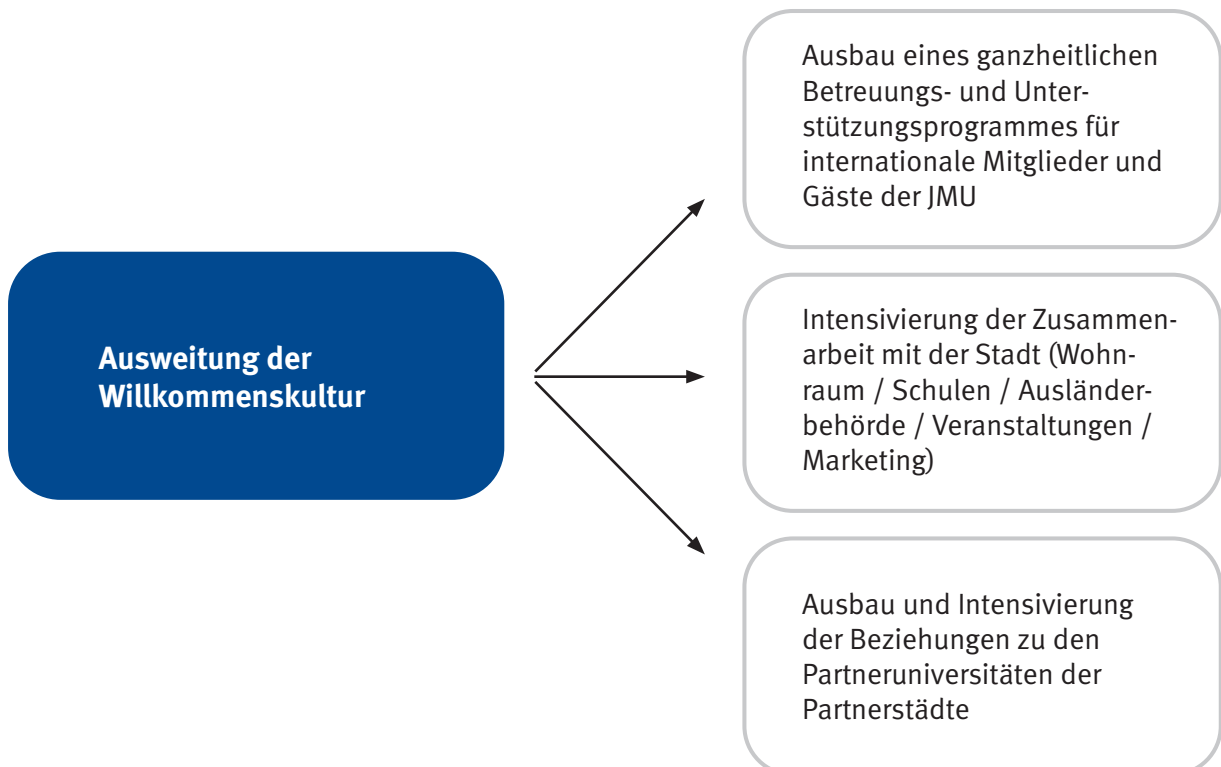 Ausbau eines ganzheitlichen
Betreuungs- und Unter-
stützungsprogrammes für
internationale Mitglieder und
Gäste der JMU
Ausweitung der
Willkommenskultur
Intensivierung der Zusammen-
arbeit mit der Stadt (Wohn-
raum / Schulen / Ausländer-
behörde / Veranstaltungen /
Marketing)
Ausbau und Intensivierung
der Beziehungen zu den
Partneruniversitäten der
Partnerstädte